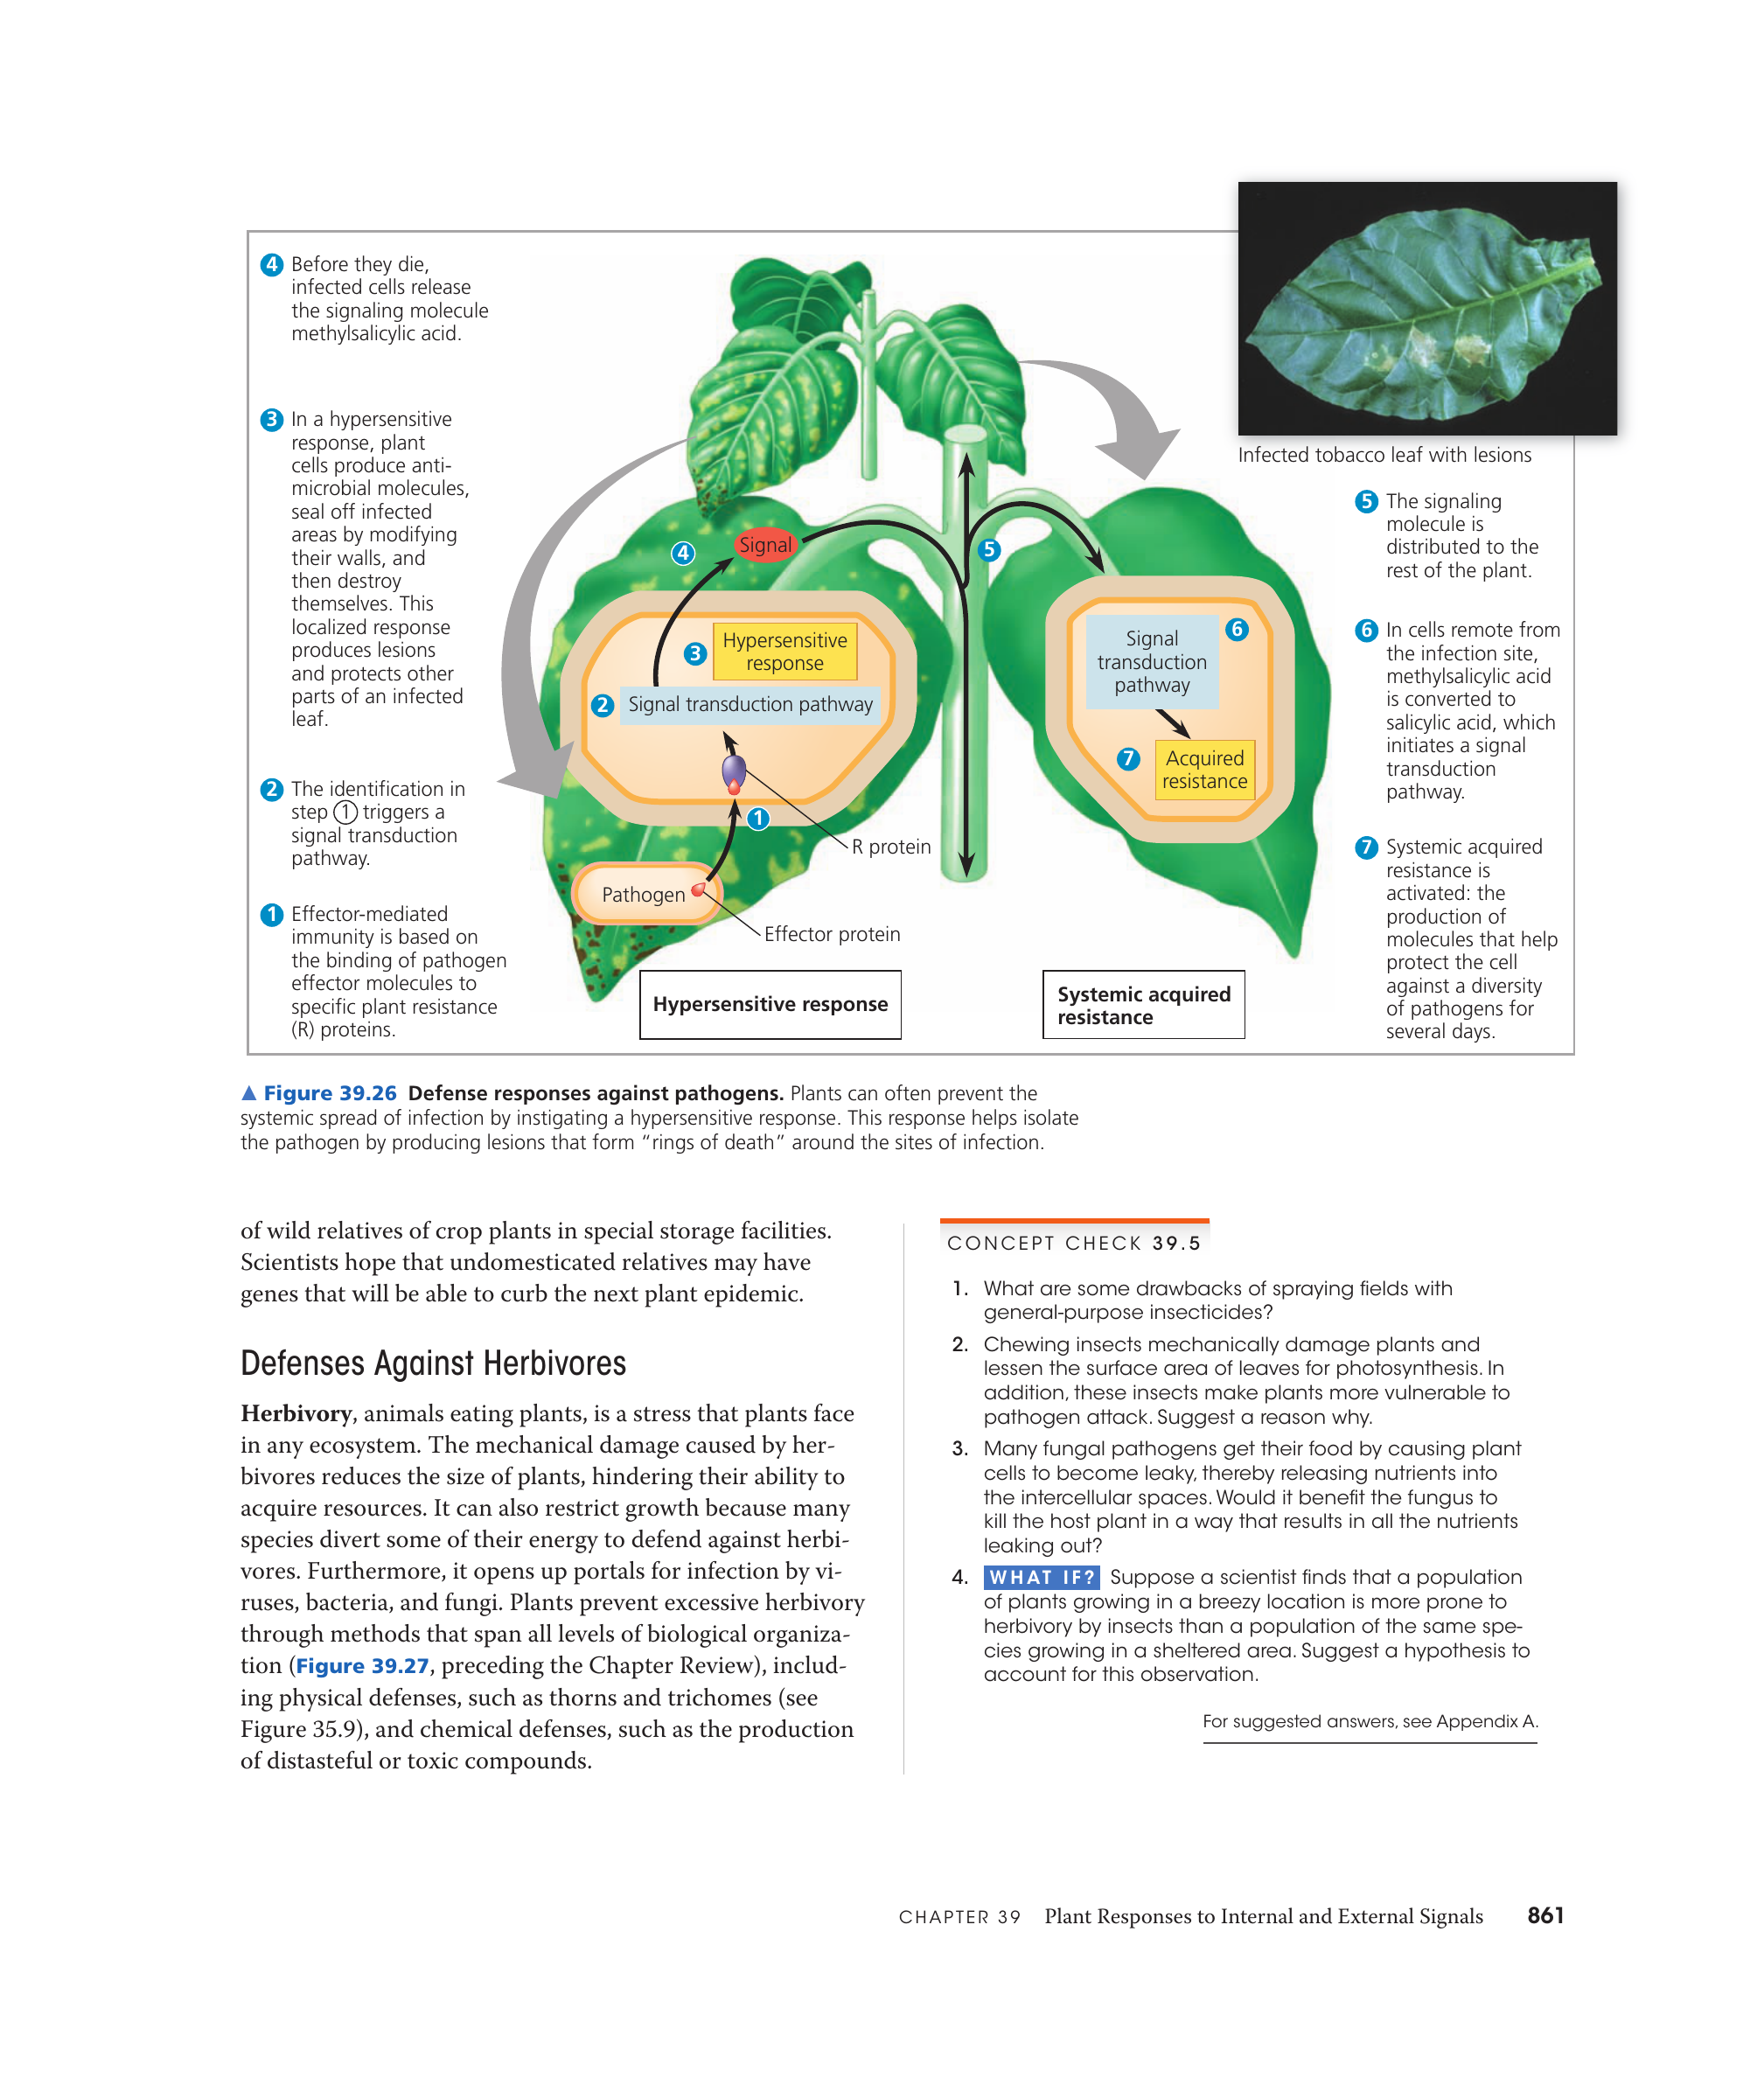 4 Before they die,
infected cells release
the signaling molecule
methylsalicylic acid.
3 In a hypersensitive
response, plant
cells produce anti-
microbial molecules,
seal off infected
areas by modifying
their walls, and
then destroy
themselves. This
localized response
produces lesions
and protects other
parts of an infected
leaf.
2 The identification in
step 1 triggers a
signal transduction
pathway.
1 Effector-mediated
immunity is based on
the binding of pathogen
effector molecules to
specific plant resistance
(R) proteins.
4
Signal
3
Hypersensitive
response
2
Signal transduction pathway
1
R protein
Pathogen
Effector protein
Hypersensitive response
5
Signal
transduction
pathway
6
7
Acquired
resistance
Systemic acquired
resistance
Infected tobacco leaf with lesions
5 The signaling
molecule is
distributed to the
rest of the plant.
6 In cells remote from
the infection site,
methylsalicylic acid
is converted to
salicylic acid, which
initiates a signal
transduction
pathway.
7 Systemic acquired
resistance is
activated: the
production of
molecules that help
protect the cell
against a diversity
of pathogens for
several days.
▲ Figure 39.26 Defense responses against pathogens. Plants can often prevent the
systemic spread of infection by instigating a hypersensitive response. This response helps isolate
the pathogen by producing lesions that form “rings of death” around the sites of infection.
of wild relatives of crop plants in special storage facilities.
Scientists hope that undomesticated relatives may have
genes that will be able to curb the next plant epidemic.
Defenses Against Herbivores
Herbivory, animals eating plants, is a stress that plants face
in any ecosystem. The mechanical damage caused by her-
bivores reduces the size of plants, hindering their ability to
acquire resources. It can also restrict growth because many
species divert some of their energy to defend against herbi-
vores. Furthermore, it opens up portals for infection by vi-
ruses, bacteria, and fungi. Plants prevent excessive herbivory
through methods that span all levels of biological organiza-
tion (Figure 39.27, preceding the Chapter Review), includ-
ing physical defenses, such as thorns and trichomes (see
Figure 35.9), and chemical defenses, such as the production
of distasteful or toxic compounds.
CONCEPT CHECK 39.5
1. What are some drawbacks of spraying fields with
general-purpose insecticides?
2. Chewing insects mechanically damage plants and
lessen the surface area of leaves for photosynthesis. In
addition, these insects make plants more vulnerable to
pathogen attack. Suggest a reason why.
3. Many fungal pathogens get their food by causing plant
cells to become leaky, thereby releasing nutrients into
the intercellular spaces. Would it benefit the fungus to
kill the host plant in a way that results in all the nutrients
leaking out?
4. WHAT IF? Suppose a scientist finds that a population
of plants growing in a breezy location is more prone to
herbivory by insects than a population of the same spe-
cies growing in a sheltered area. Suggest a hypothesis to
account for this observation.
For suggested answers, see Appendix A.
CHAPTER 39 Plant Responses to Internal and External Signals 861